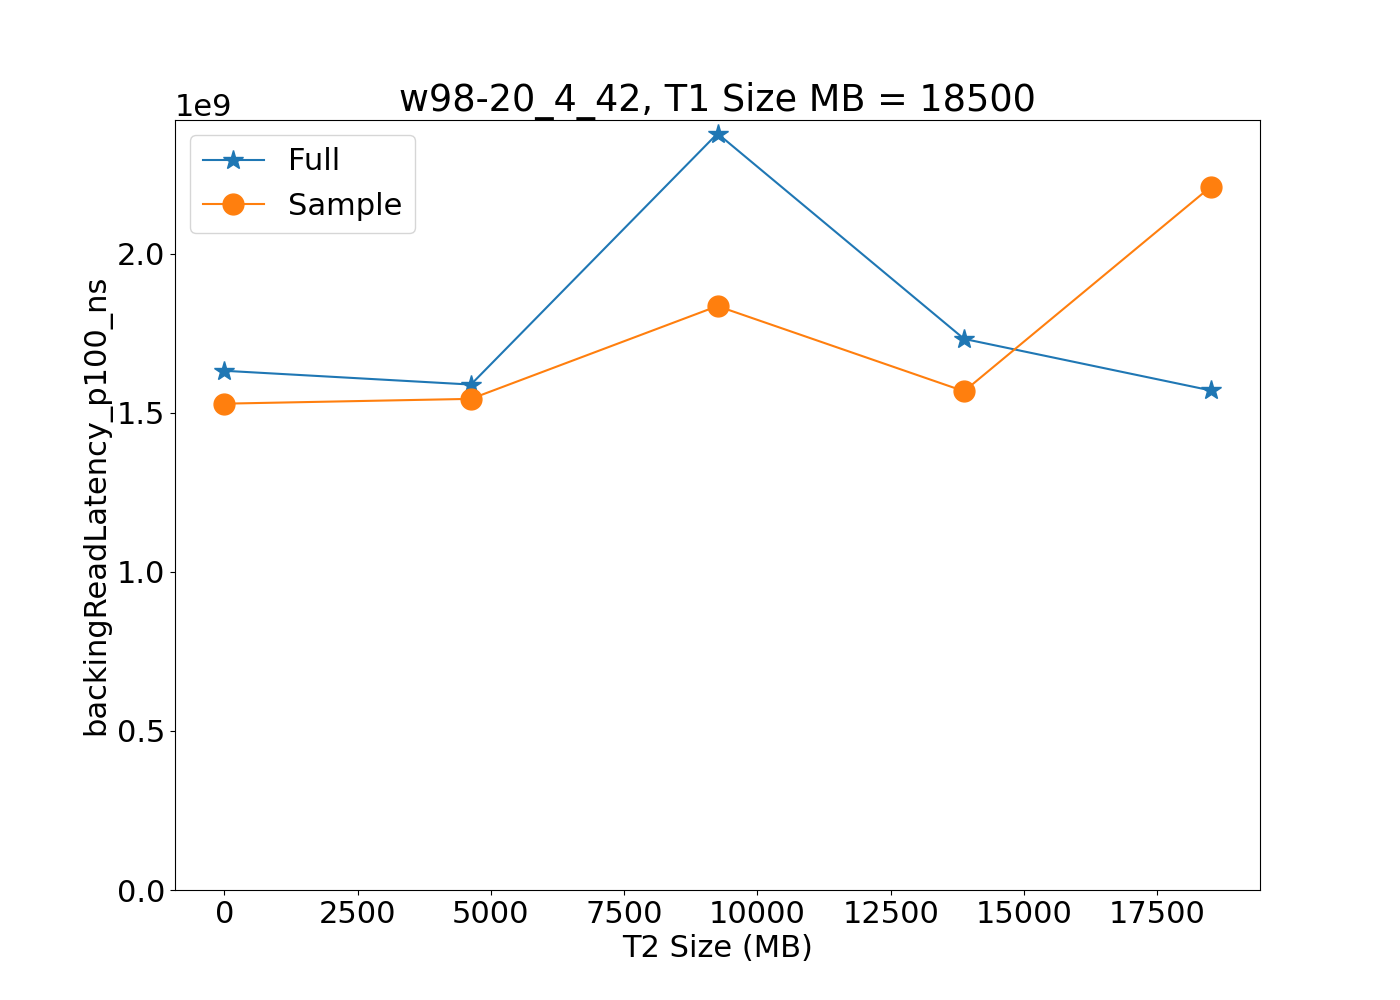 w98-20_4_42, T1 Size MB = 18500
1e9
Full
Sample
2.0
1.5
1.0
0.5
0.0
backingReadLatency_p100_ns
0 2500 5000 7500 10000 12500 15000 17500
T2 Size (MB)